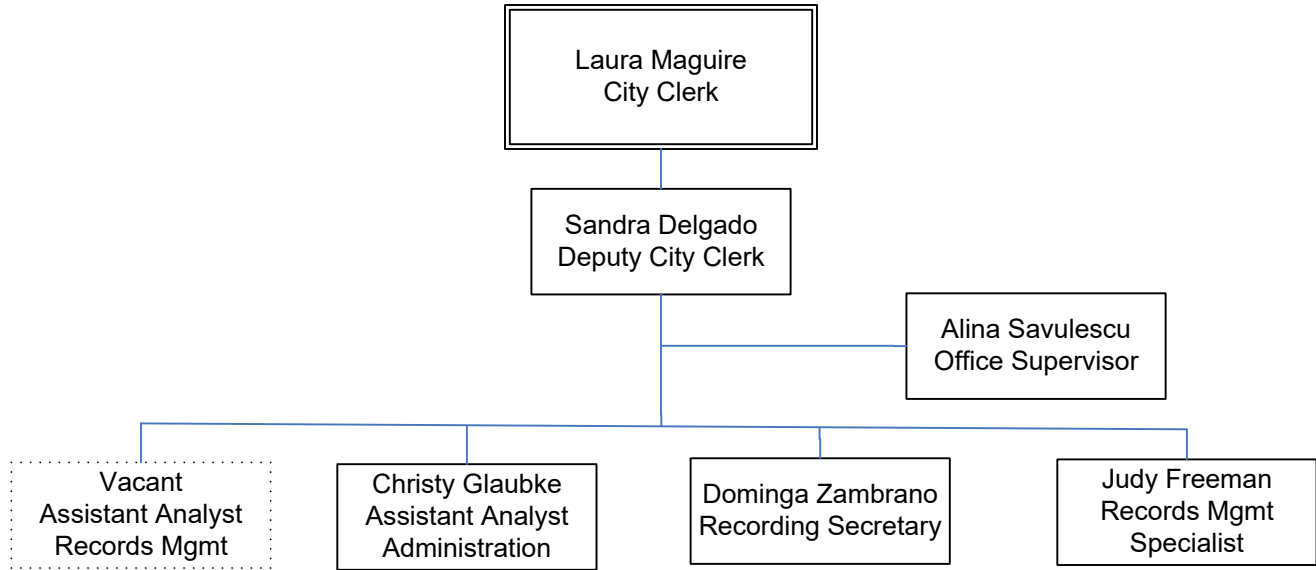 Laura Maguire
City Clerk
Sandra Delgado
Deputy City Clerk
Alina Savulescu
Office Supervisor
Vacant
Assistant Analyst
Records Mgmt
Christy Glaubke
Assistant Analyst
Administration
Dominga Zambrano
Recording Secretary
Judy Freeman
Records Mgmt
Specialist